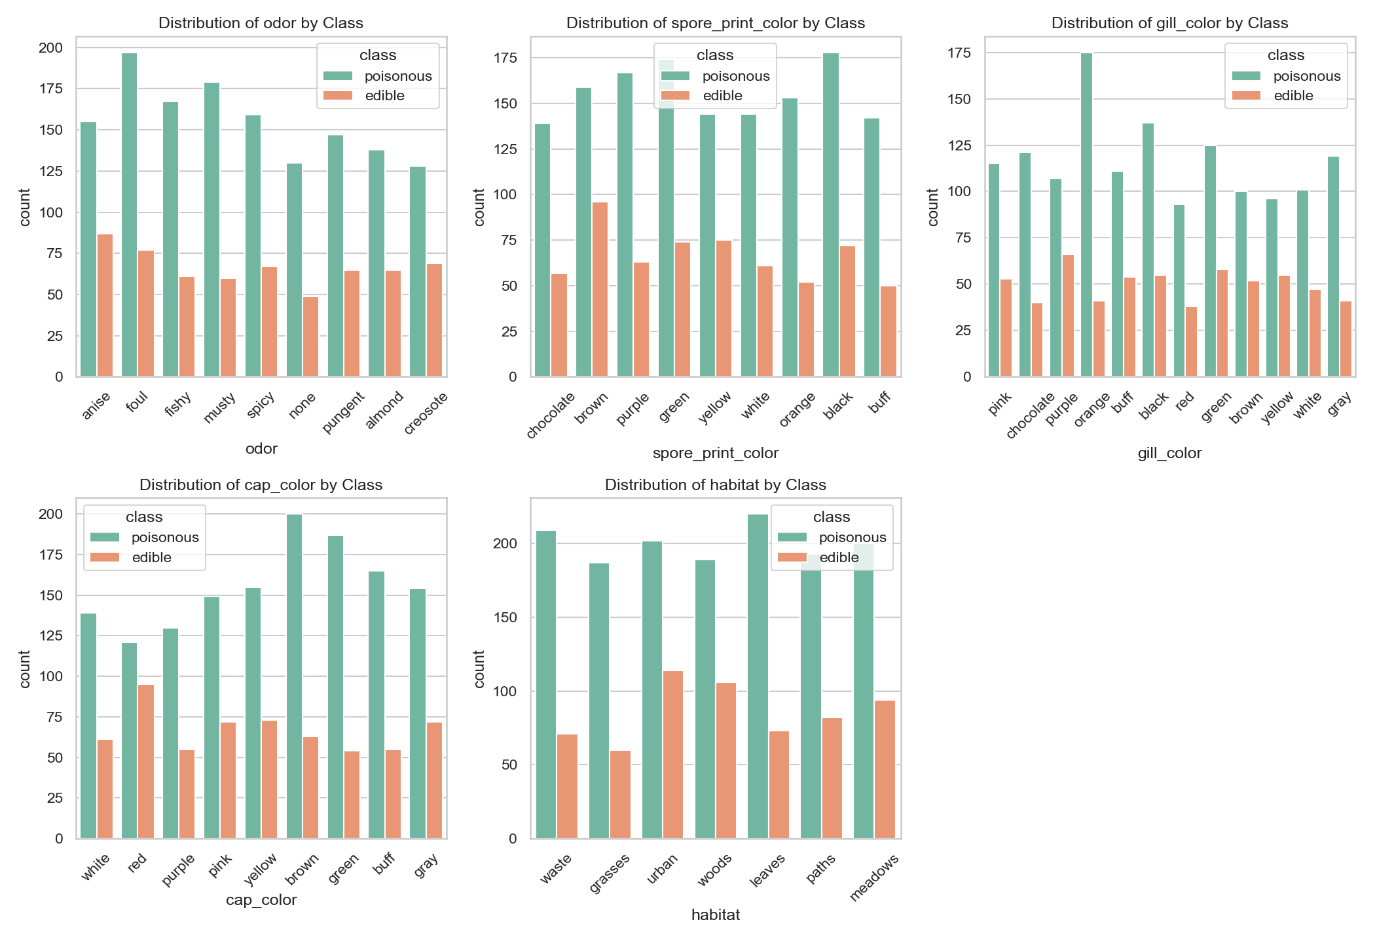 Distribution of odor by Class
class
poisonous
edible
200
175
150
125
100
75
50
25
0
count
anise
foul
fishy
musty
spicy
none
pungent
almond
creosote
odor
Distribution of spore_print_color by Class
class
poisonous
edible
175
150
125
100
75
50
25
0
count
chocolate
brown
purple
green
yellow
white
orange
black
buff
spore_print_color
Distribution of gill_color by Class
class
poisonous
edible
175
150
125
100
75
50
25
0
count
pink
chocolate
purple
orange
buff
black
red
green
brown
yellow
white
gray
gill_color
Distribution of cap_color by Class
class
poisonous
edible
200
175
150
125
100
75
50
25
0
count
white
red
purple
pink
yellow
brown
green
buff
gray
cap_color
Distribution of habitat by Class
class
poisonous
edible
200
150
100
50
0
count
waste
grasses
urban
woods
leaves
paths
meadows
habitat